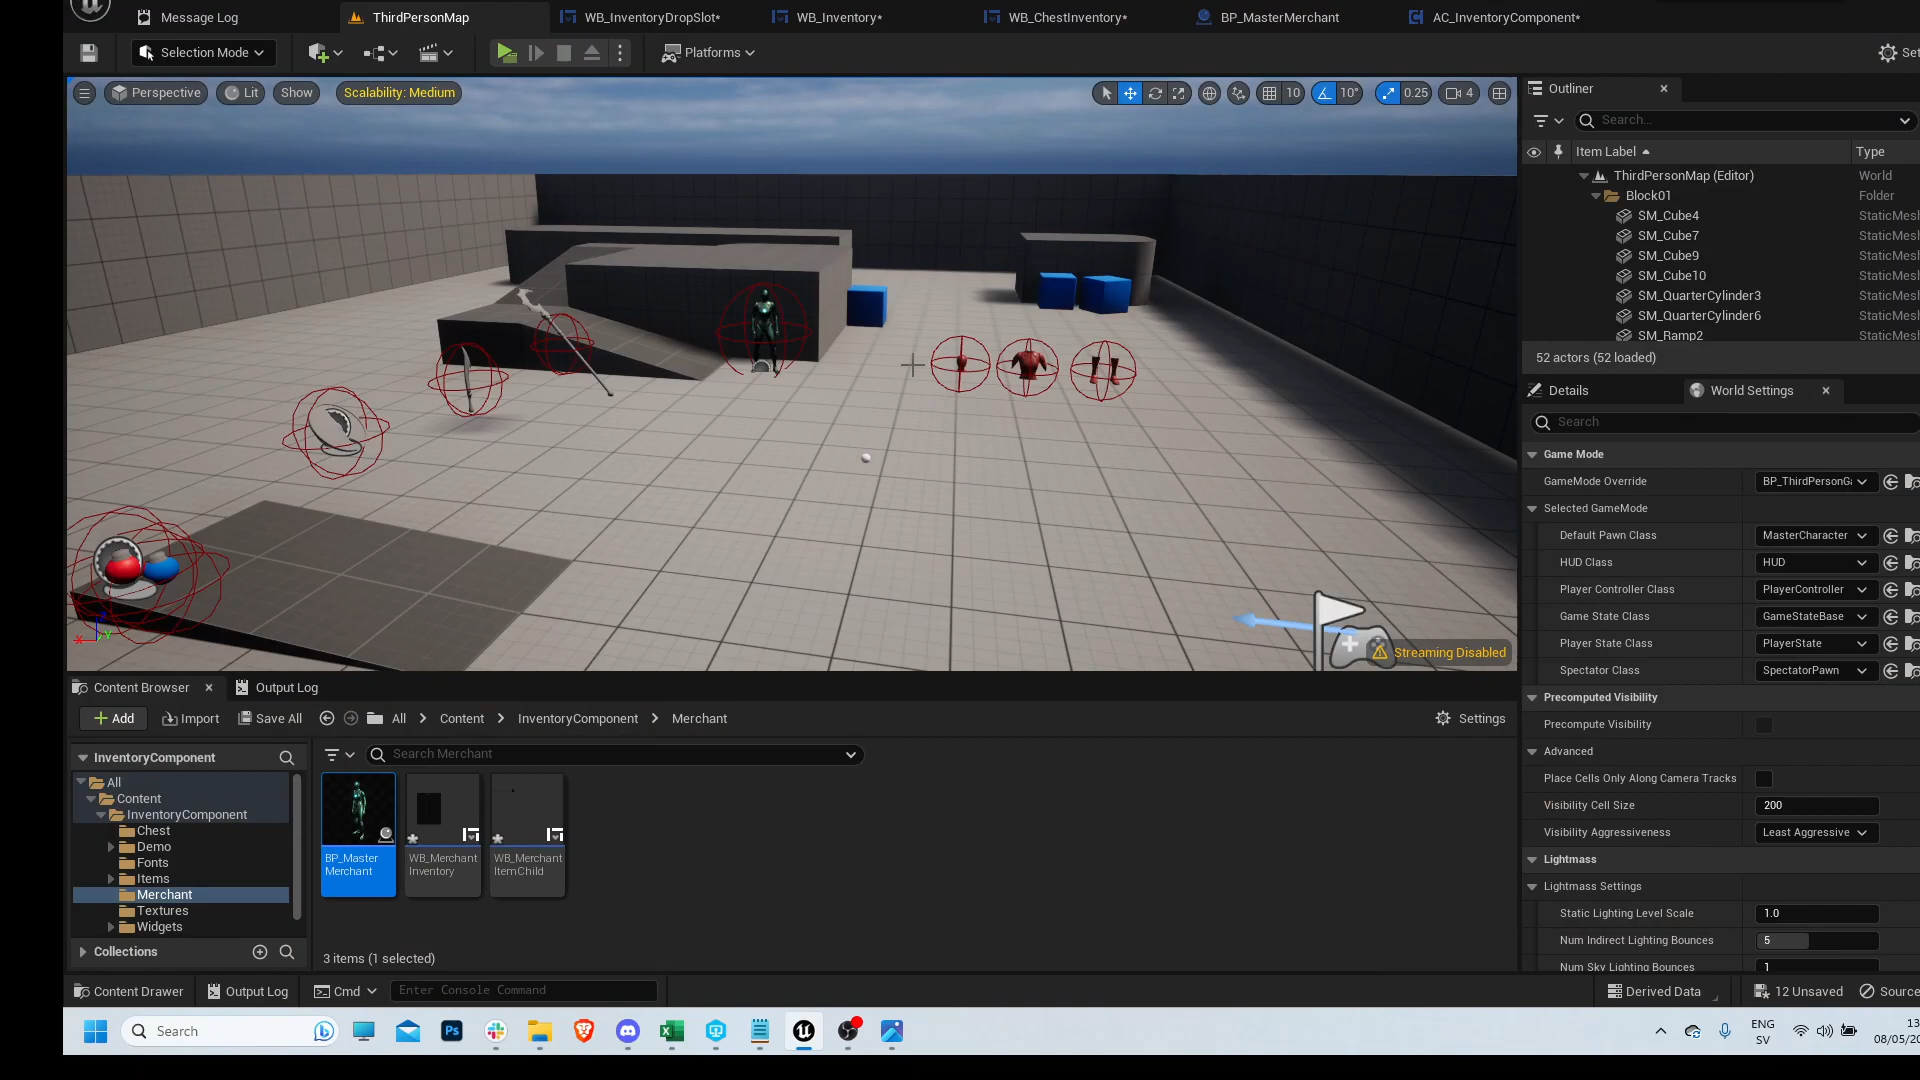 Message Log
ThirdPersonMap
WB_InventoryDropSlot*
WB_Inventory*
WB_ChestInventory*
BP_MasterMerchant
AC_InventoryComponent*
Selection Mode
Platforms
Perspective
Lit
Show
Scalability: Medium
10
10°
0.25
4
Outliner
Search...
Item Label
Type
ThirdPersonMap (Editor)
World
Block01
Folder
SM_Cube4
StaticMesh
SM_Cube7
StaticMesh
SM_Cube9
StaticMesh
SM_Cube10
StaticMesh
SM_QuarterCylinder3
StaticMesh
SM_QuarterCylinder6
StaticMesh
SM_Ramp2
StaticMesh
52 actors (52 loaded)
Details
World Settings
Search
Game Mode
GameMode Override
BP_ThirdPersonGa
Selected GameMode
Default Pawn Class
MasterCharacter
HUD Class
HUD
Player Controller Class
PlayerController
Game State Class
GameStateBase
Player State Class
PlayerState
Spectator Class
SpectatorPawn
Precomputed Visibility
Precompute Visibility
Advanced
Place Cells Only Along Camera Tracks
Visibility Cell Size
200
Visibility Aggressiveness
Least Aggressive
Lightmass
Lightmass Settings
Static Lighting Level Scale
1.0
Num Indirect Lighting Bounces
5
Num Sky Lighting Bounces
1
Streaming Disabled
Content Browser
Output Log
Add
Import
Save All
All
Content
InventoryComponent
Merchant
Settings
InventoryComponent
Search Merchant
All
Content
InventoryComponent
Chest
Demo
Fonts
Items
Merchant
Textures
Widgets
Collections
BP_Master
Merchant
WB_Merchant
Inventory
WB_Merchant
ItemChild
3 items (1 selected)
Content Drawer
Output Log
Cmd
Enter Console Command
Derived Data
12 Unsaved
Source
Search
Ps
ENG
SV
13
08/05/20